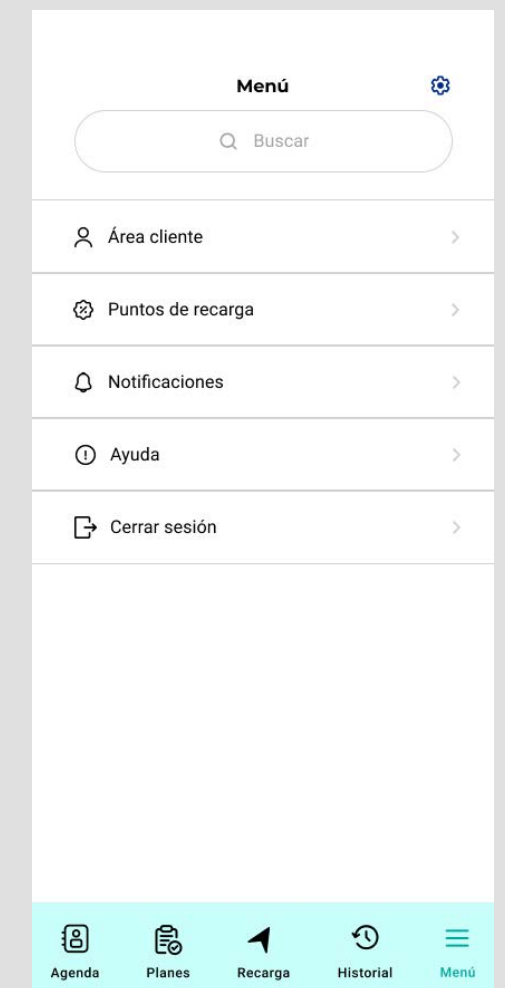 Menú
Buscar
Área cliente
Puntos de recarga
Notificaciones
Ayuda
Cerrar sesión
Agenda Planes Recarga Historial Menú